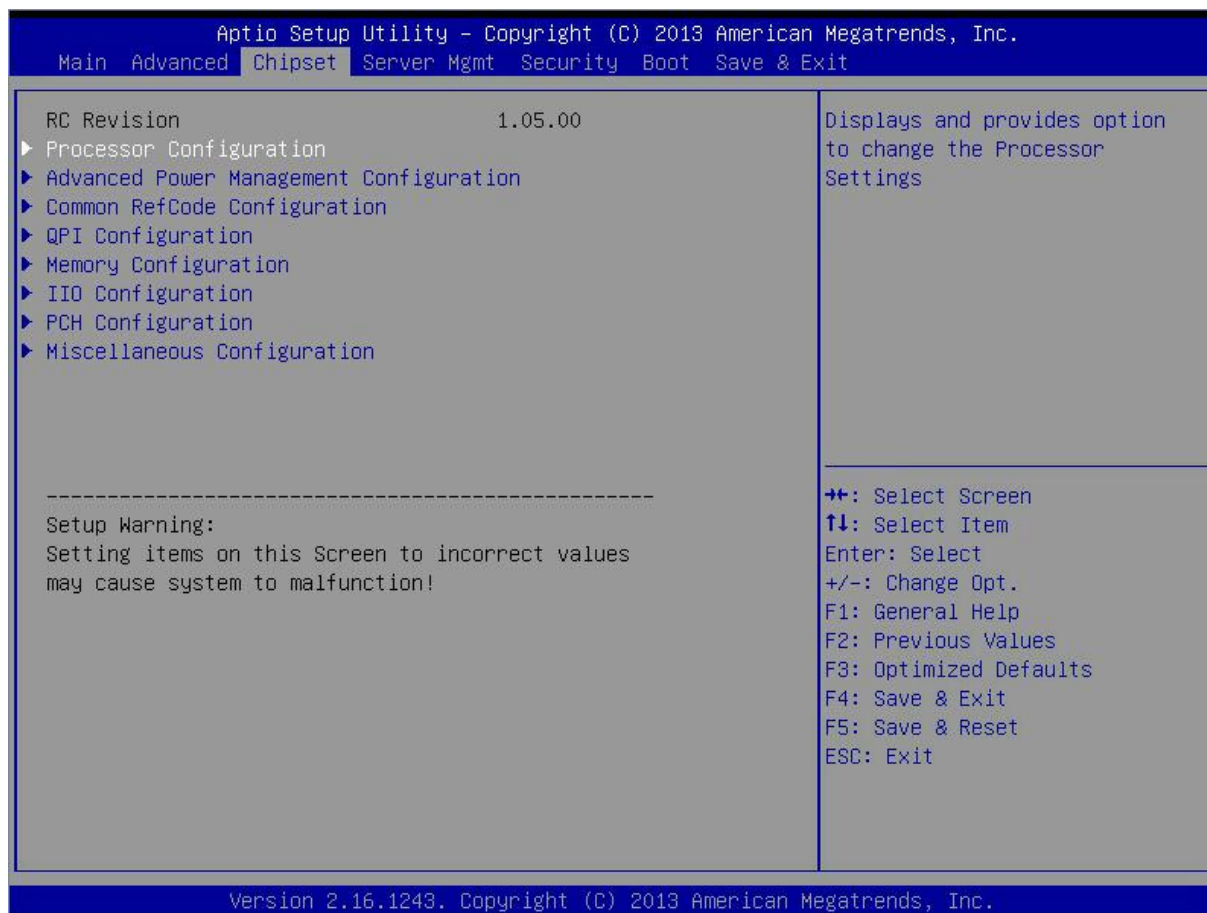 Aptio Setup Utility – Copyright (C) 2013 American Megatrends, Inc.
Main Advanced Chipset Server Mgmt Security Boot Save & Exit
RC Revision 1.05.00
▶ Processor Configuration
▶ Advanced Power Management Configuration
▶ Common RefCode Configuration
▶ QPI Configuration
▶ Memory Configuration
▶ IIO Configuration
▶ PCH Configuration
▶ Miscellaneous Configuration
--------------------------------------------------
Setup Warning:
Setting items on this Screen to incorrect values
may cause system to malfunction!
Displays and provides option
to change the Processor
Settings
→←: Select Screen
↑↓: Select Item
Enter: Select
+/-: Change Opt.
F1: General Help
F2: Previous Values
F3: Optimized Defaults
F4: Save & Exit
F5: Save & Reset
ESC: Exit
Version 2.16.1243. Copyright (C) 2013 American Megatrends, Inc.